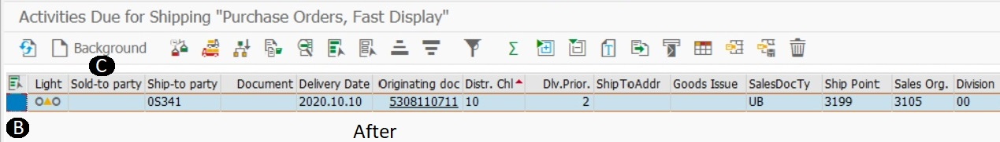 Activities Due for Shipping "Purchase Orders, Fast Display"
Background
C
Light Sold-to party Ship-to party Document Delivery Date Originating doc Distr. Chl Dlv.Prior. ShipToAddr Goods Issue SalesDocTy Ship Point Sales Org. Division
0S341 2020.10.10 5308110711 10 2 UB 3199 3105 00
B
After